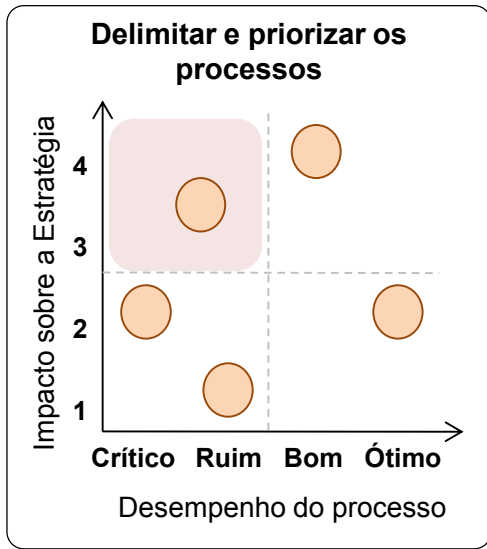 Delimitar e priorizar os
processos
Impacto sobre a Estratégia
4
3
2
1
Crítico Ruim Bom Ótimo
Desempenho do processo